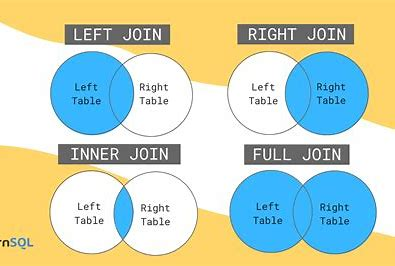 LEFT JOIN
RIGHT JOIN
Left
Table
Right
Table
Left
Table
Right
Table
INNER JOIN
FULL JOIN
Left
Table
Right
Table
Left
Table
Right
Table
rnSQL